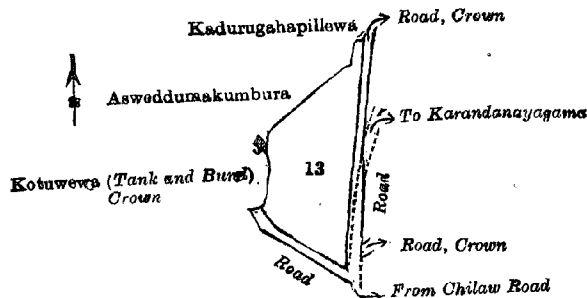 Kadurugahapillewa
Road, Crown
Asweddumakumbura
To Karandanayagama
Kotuwewa (Tank and Bund)
Crown
13
Road
Road, Crown
Road
From Chilaw Road